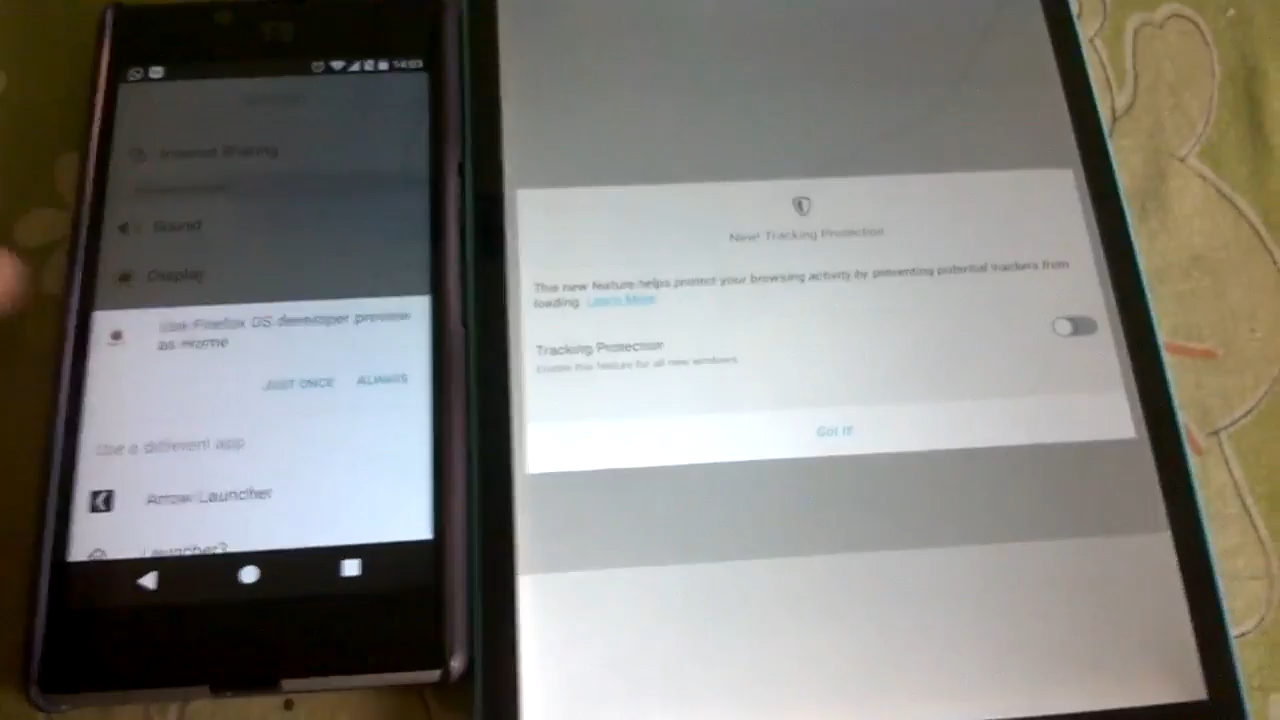 14:03
Internet Sharing
Sound
Display
Use Firefox OS developer preview
as Home
JUST ONCE ALWAYS
Use a different app
Arrow Launcher
Launcher3
New! Tracking Protection
This new feature helps protect your browsing activity by preventing potential trackers from
loading. Learn More
Tracking Protection
Enable this feature for all new windows
Got it!